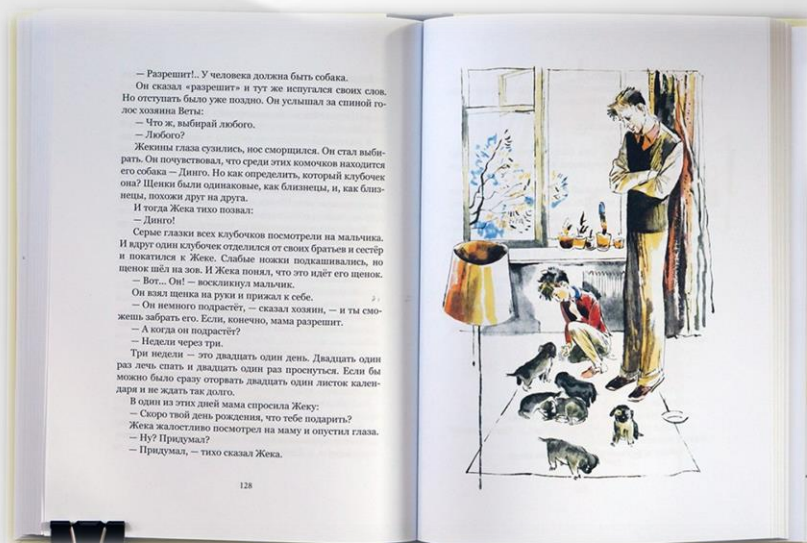 — Разрешит!.. У человека должна быть собака.
Он сказал «разрешит» и тут же испугался своих слов.
Но отступать было уже поздно. Он услышал за спиной го-
лос хозяина Веты:
— Что ж, выбирай любого.
— Любого?
Жекины глаза сузились, нос сморщился. Он стал выби-
рать. Он почувствовал, что среди этих комочков находится
его собака — Динго. Но как определить, который клубочек
она? Щенки были одинаковые, как близнецы, и, как близ-
нецы, похожи друг на друга.
И тогда Жека тихо позвал:
— Динго!
Серые глазки всех клубочков посмотрели на мальчика.
И вдруг один клубочек отделился от своих братьев и сестёр
и покатился к Жеке. Слабые ножки подкашивались, но
щенок шёл на зов. И Жека понял, что это идёт его щенок.
— Вот... Он! — воскликнул мальчик.
Он взял щенка на руки и прижал к себе.
— Он немного подрастёт, — сказал хозяин, — и ты смо-
жешь забрать его. Если, конечно, мама разрешит.
— А когда он подрастёт?
— Недели через три.
Три недели — это двадцать один день. Двадцать один
раз лечь спать и двадцать один раз проснуться. Если бы
можно было сразу оторвать двадцать один листок кален-
даря и не ждать так долго.
В один из этих дней мама спросила Жеку:
— Скоро твой день рождения, что тебе подарить?
Жека жалостливо посмотрел на маму и опустил глаза.
— Ну? Придумал?
— Придумал, — тихо сказал Жека.
128